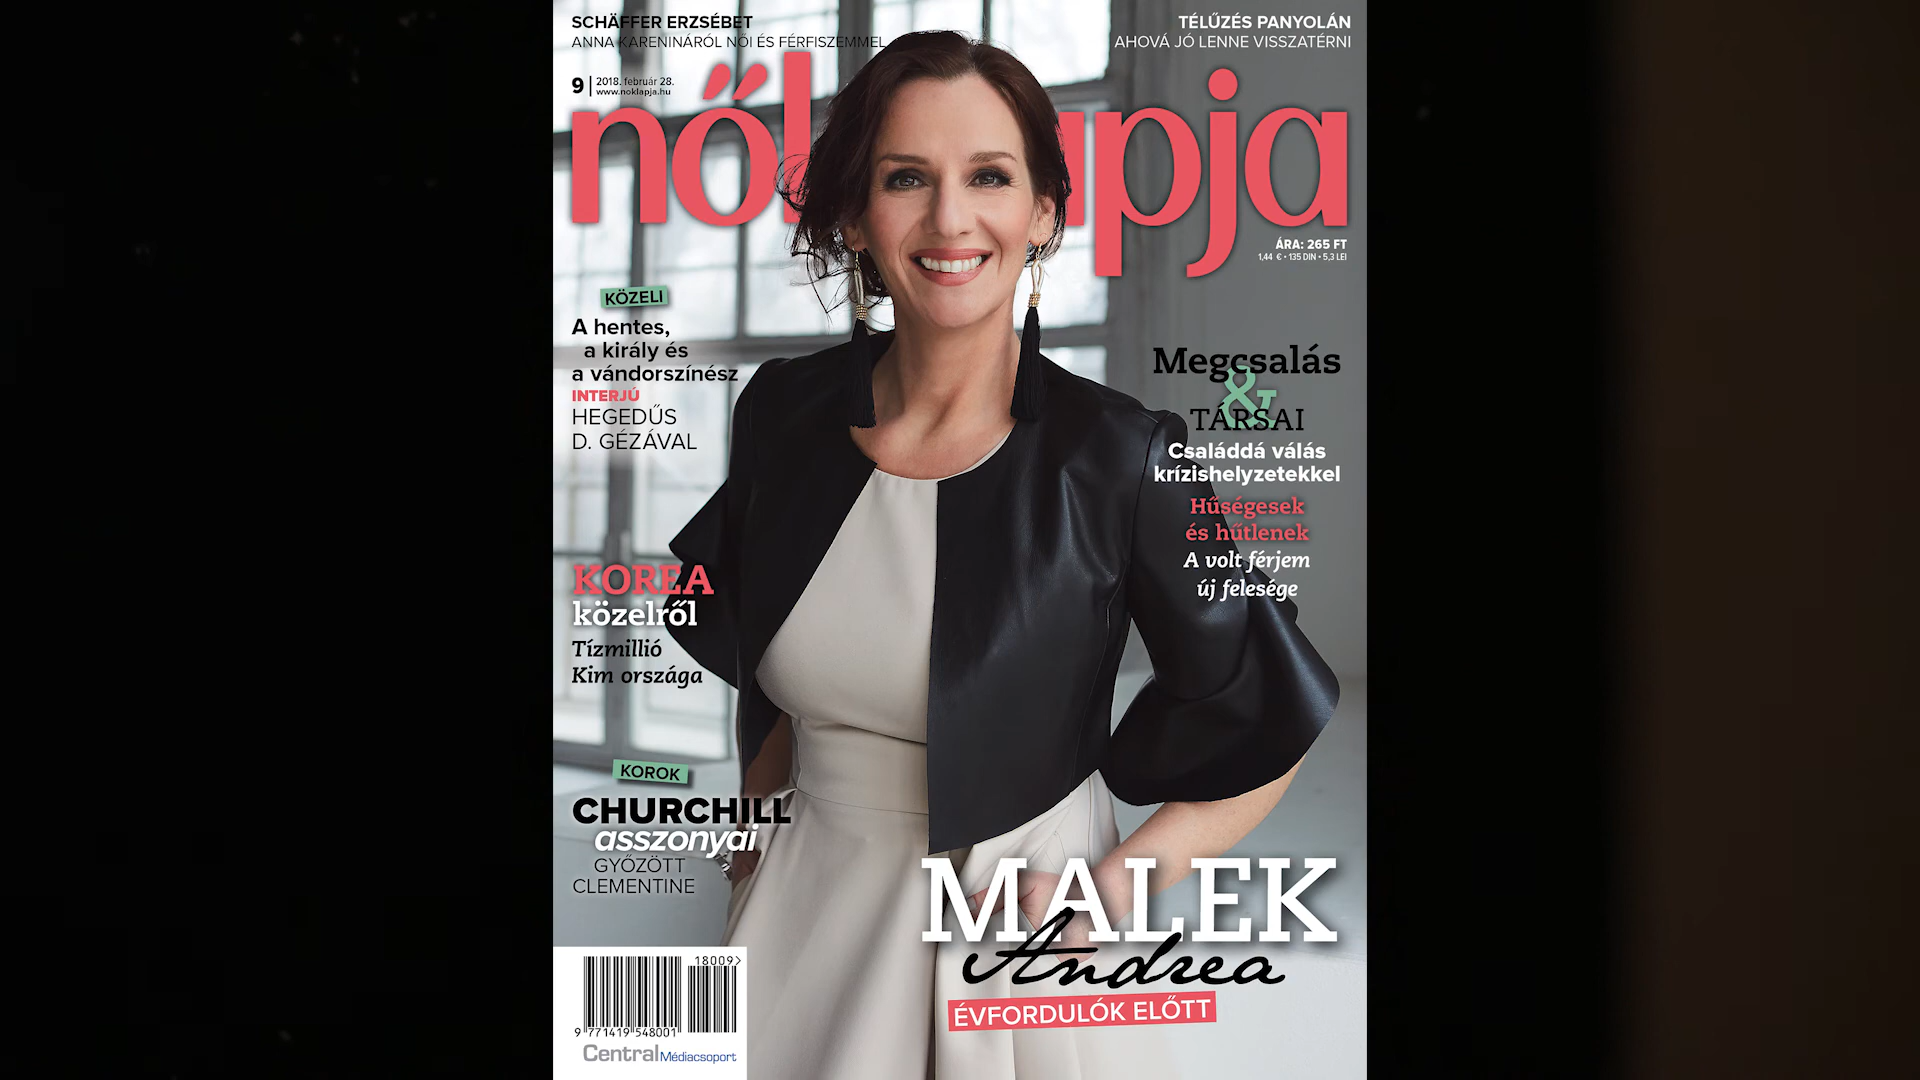 SCHÄFFER ERZSÉBET
ANNA KARENINÁRÓL NŐI ÉS FÉRFISZEMMEL
TÉLŰZÉS PANYOLÁN
AHOVÁ JÓ LENNE VISSZATÉRNI
9 | 2018. február 28.
www.noklapja.hu
nők lapja
ÁRA: 265 FT
1,44 € • 135 DIN • 5,3 LEI
KÖZELI
A hentes,
a király és
a vándorszínész
INTERJÚ
HEGEDŰS
D. GÉZÁVAL
Megcsalás
&
TÁRSAI
Családdá válás
krízishelyzetekkel
Hűségesek
és hűtlenek
A volt férjem
új felesége
KOREA
közelről
Tízmillió
Kim országa
KOROK
CHURCHILL
asszonyai
GYŐZÖTT
CLEMENTINE
MALEK
Andrea
ÉVFORDULÓK ELŐTT
18009>
9 771419 548001
Central Médiacsoport